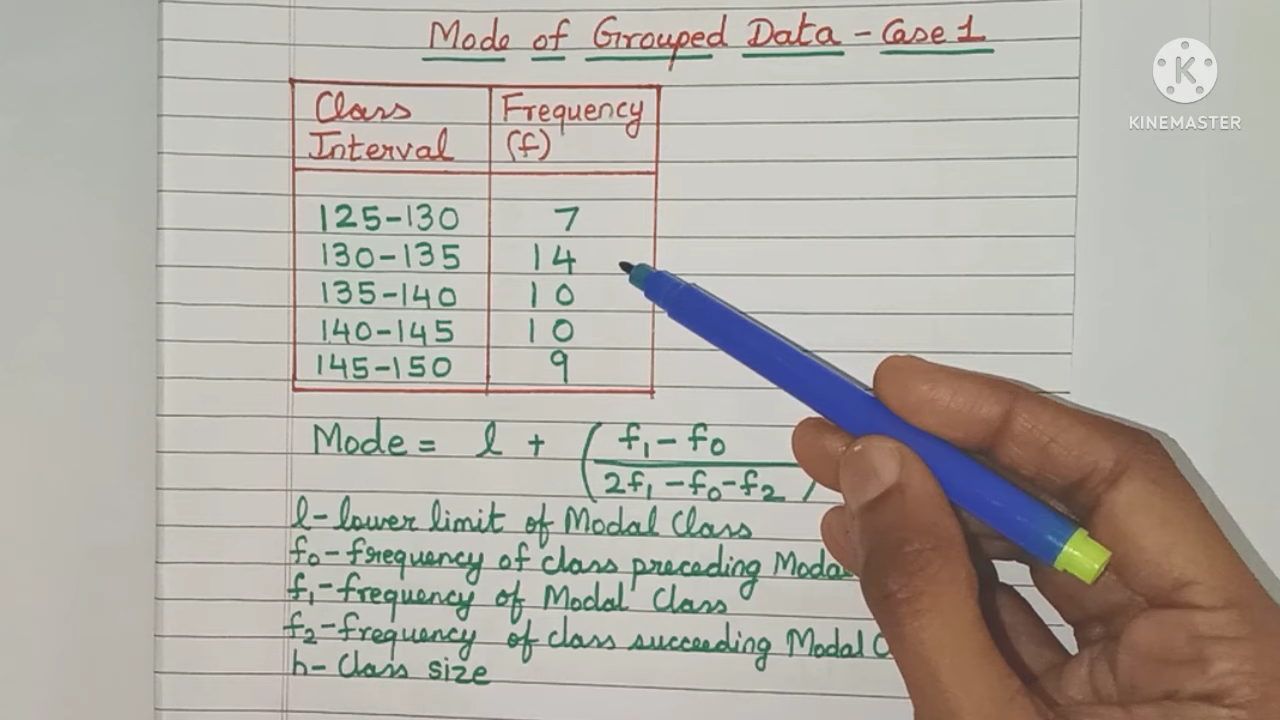 Mode of Grouped Data - Case 1
KINEMASTER
Class Interval Frequency (f)
125-130 7
130-135 14
135-140 10
140-145 10
145-150 9
Mode = l + ( f₁ - f₀ / 2f₁ - f₀ - f₂ )
l - lower limit of Modal Class
f₀ - frequency of class preceding Modal
f₁ - frequency of Modal Class
f₂ - frequency of class succeeding Modal C
h - Class size